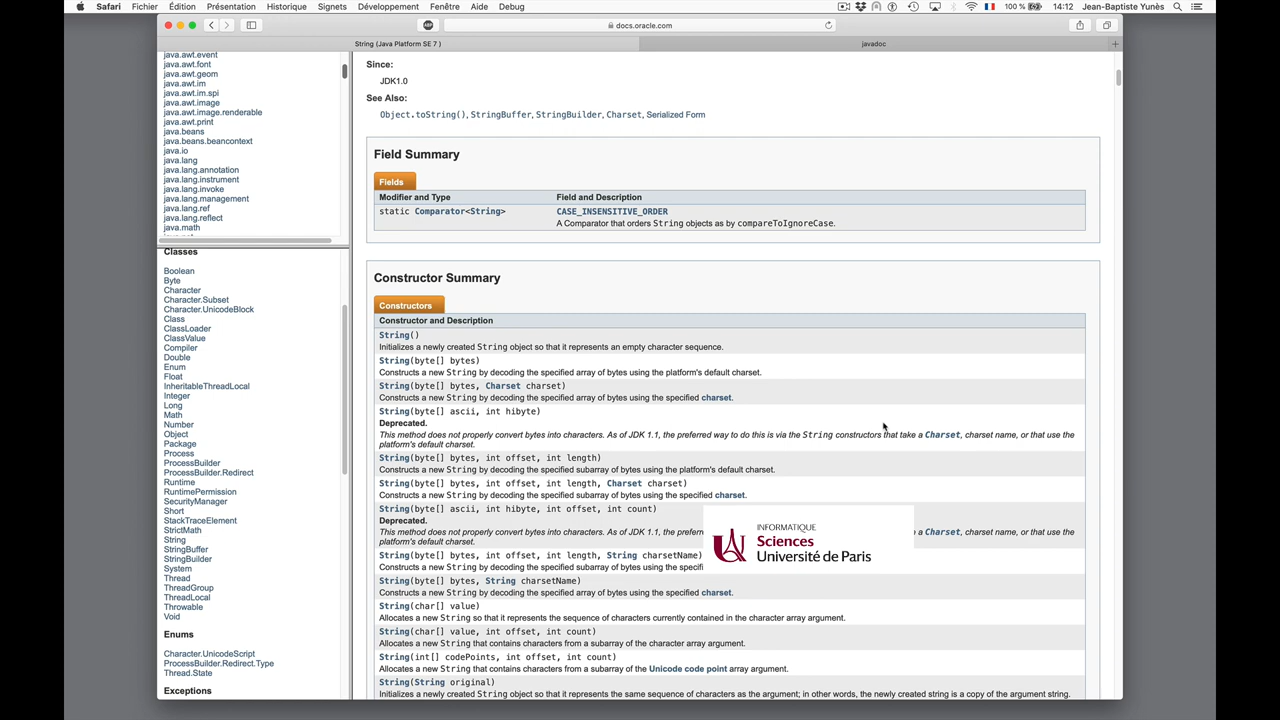 Safari Fichier Édition Présentation Historique Signets Développement Fenêtre Aide Debug 100 % 14:12 Jean-Baptiste Yunès
ABP docs.oracle.com
String (Java Platform SE 7 ) javadoc
java.awt.event
java.awt.font
java.awt.geom
java.awt.im
java.awt.im.spi
java.awt.image
java.awt.image.renderable
java.awt.print
java.beans
java.beans.beancontext
java.io
java.lang
java.lang.annotation
java.lang.instrument
java.lang.invoke
java.lang.management
java.lang.ref
java.lang.reflect
java.math
Classes
Boolean
Byte
Character
Character.Subset
Character.UnicodeBlock
Class
ClassLoader
ClassValue
Compiler
Double
Enum
Float
InheritableThreadLocal
Integer
Long
Math
Number
Object
Package
Process
ProcessBuilder
ProcessBuilder.Redirect
Runtime
RuntimePermission
SecurityManager
Short
StackTraceElement
StrictMath
String
StringBuffer
StringBuilder
System
Thread
ThreadGroup
ThreadLocal
Throwable
Void
Enums
Character.UnicodeScript
ProcessBuilder.Redirect.Type
Thread.State
Exceptions
Since:
JDK1.0
See Also:
Object.toString(), StringBuffer, StringBuilder, Charset, Serialized Form
Field Summary
Fields
Modifier and Type Field and Description
static Comparator<String> CASE_INSENSITIVE_ORDER
A Comparator that orders String objects as by compareToIgnoreCase.
Constructor Summary
Constructors
Constructor and Description
String()
Initializes a newly created String object so that it represents an empty character sequence.
String(byte[] bytes)
Constructs a new String by decoding the specified array of bytes using the platform's default charset.
String(byte[] bytes, Charset charset)
Constructs a new String by decoding the specified array of bytes using the specified charset.
String(byte[] ascii, int hibyte)
Deprecated.
This method does not properly convert bytes into characters. As of JDK 1.1, the preferred way to do this is via the String constructors that take a Charset, charset name, or that use the
platform's default charset.
String(byte[] bytes, int offset, int length)
Constructs a new String by decoding the specified subarray of bytes using the platform's default charset.
String(byte[] bytes, int offset, int length, Charset charset)
Constructs a new String by decoding the specified subarray of bytes using the specified charset.
String(byte[] ascii, int hibyte, int offset, int count)
Deprecated.
This method does not properly convert bytes into characters. As of JDK 1.1, the preferr a Charset, charset name, or that use the
platform's default charset.
String(byte[] bytes, int offset, int length, String charsetName)
Constructs a new String by decoding the specified subarray of bytes using the specifi
INFORMATIQUE
Sciences
Université de Paris
String(byte[] bytes, String charsetName)
Constructs a new String by decoding the specified array of bytes using the specified charset.
String(char[] value)
Allocates a new String so that it represents the sequence of characters currently contained in the character array argument.
String(char[] value, int offset, int count)
Allocates a new String that contains characters from a subarray of the character array argument.
String(int[] codePoints, int offset, int count)
Allocates a new String that contains characters from a subarray of the Unicode code point array argument.
String(String original)
Initializes a newly created String object so that it represents the same sequence of characters as the argument; in other words, the newly created string is a copy of the argument string.